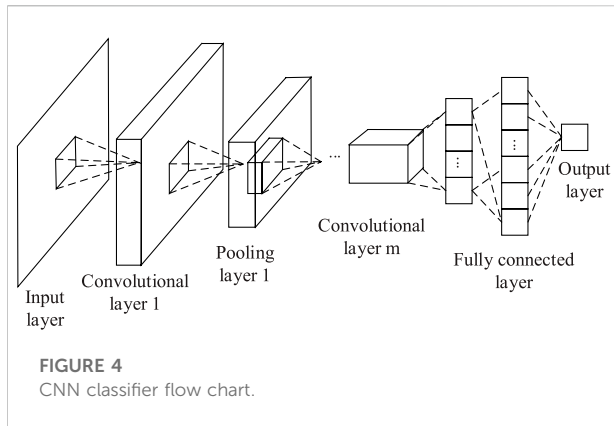 Input
layer
Convolutional
layer 1
Pooling
layer 1
...
Convolutional
layer m
...
...
Fully connected
layer
Output
layer
FIGURE 4
CNN classifier flow chart.